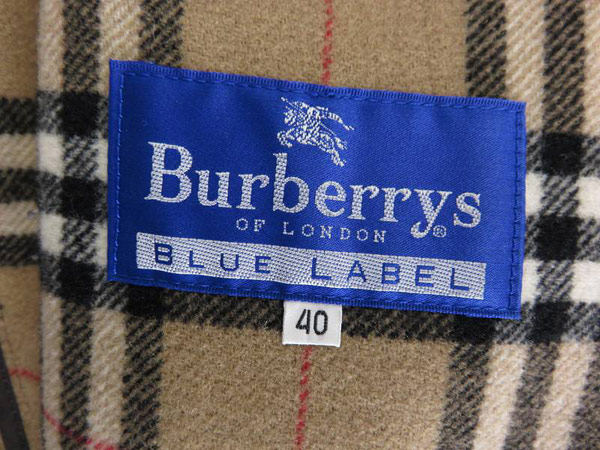 Burberrys
OF LONDON ®
BLUE LABEL
40